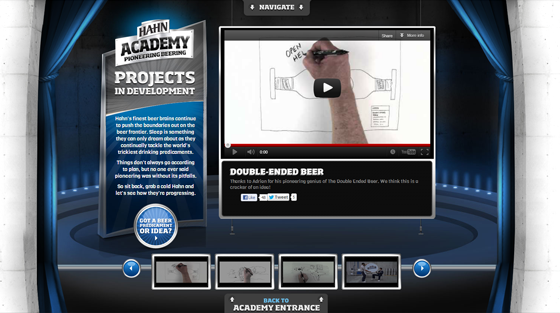 NAVIGATE
HAHN
ACADEMY
PIONEERING BEERING
PROJECTS
IN DEVELOPMENT
Hahn's finest beer brains continue
to push the boundaries out on the
beer frontier. Sleep is something
they can only dream about as they
continually tackle the world's
trickiest drinking predicaments.
Things don't always go according
to plan, but no one ever said
pioneering was without its pitfalls.
So sit back, grab a cold Hahn and
let's see how they're progressing.
GOT A BEER
PREDICAMENT
OR IDEA?
Share
More info
OPEN
0:00
YouTube
DOUBLE-ENDED BEER
Thanks to Adrian for his pioneering genius of The Double Ended Beer. We think this is a
cracker of an idea!
Like
Tweet
BACK TO
ACADEMY ENTRANCE